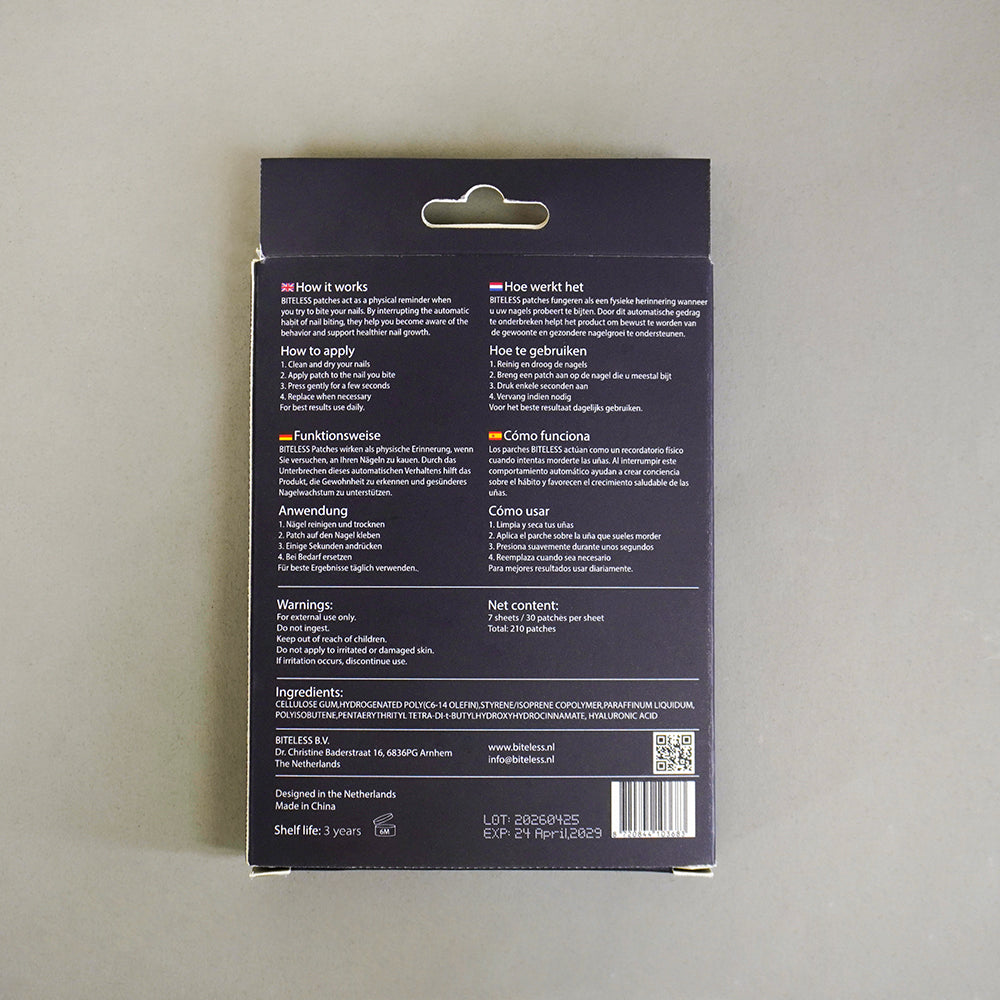 How it works
BITELESS patches act as a physical reminder when
you try to bite your nails. By interrupting the automatic
habit of nail biting, they help you become aware of the
behavior and support healthier nail growth.
How to apply
1. Clean and dry your nails
2. Apply patch to the nail you bite
3. Press gently for a few seconds
4. Replace when necessary
For best results use daily.
Hoe werkt het
BITELESS patches fungeren als een fysieke herinnering wanneer
u uw nagels probeert te bijten. Door dit automatische gedrag
te onderbreken helpt het product om bewust te worden van
de gewoonte en gezondere nagelgroei te ondersteunen.
Hoe te gebruiken
1. Reinig en droog de nagels
2. Breng een patch aan op de nagel die u meestal bijt
3. Druk enkele seconden aan
4. Vervang indien nodig
Voor het beste resultaat dagelijks gebruiken.
Funktionsweise
BITELESS Patches wirken als physische Erinnerung, wenn
Sie versuchen, an Ihren Nägeln zu kauen. Durch das
Unterbrechen dieses automatischen Verhaltens hilft das
Produkt, die Gewohnheit zu erkennen und gesünderes
Nagelwachstum zu unterstützen.
Anwendung
1. Nägel reinigen und trocknen
2. Patch auf den Nagel kleben
3. Einige Sekunden andrücken
4. Bei Bedarf ersetzen
Für beste Ergebnisse täglich verwenden..
Cómo funciona
Los parches BITELESS actúan como un recordatorio físico
cuando intentas morderte las uñas. Al interrumpir este
comportamiento automático ayudan a crear conciencia
sobre el hábito y favorecen el crecimiento saludable de las
uñas.
Cómo usar
1. Limpia y seca tus uñas
2. Aplica el parche sobre la uña que sueles morder
3. Presiona suavemente durante unos segundos
4. Reemplaza cuando sea necesario
Para mejores resultados usar diariamente.
Warnings:
For external use only.
Do not ingest.
Keep out of reach of children.
Do not apply to irritated or damaged skin.
If irritation occurs, discontinue use.
Net content:
7 sheets / 30 patches per sheet
Total: 210 patches
Ingredients:
CELLULOSE GUM,HYDROGENATED POLY(C6-14 OLEFIN),STYRENE/ISOPRENE COPOLYMER,PARAFFINUM LIQUIDUM,
POLYISOBUTENE,PENTAERYTHRITYL TETRA-DI-t-BUTYLHYDROXYHYDROCINNAMATE, HYALURONIC ACID
BITELESS B.V.
Dr. Christine Baderstraat 16, 6836PG Arnhem
The Netherlands
www.biteless.nl
info@biteless.nl
Designed in the Netherlands
Made in China
Shelf life: 3 years
6M
LOT: 20260425
EXP: 24 April,2029
8 720844 103683